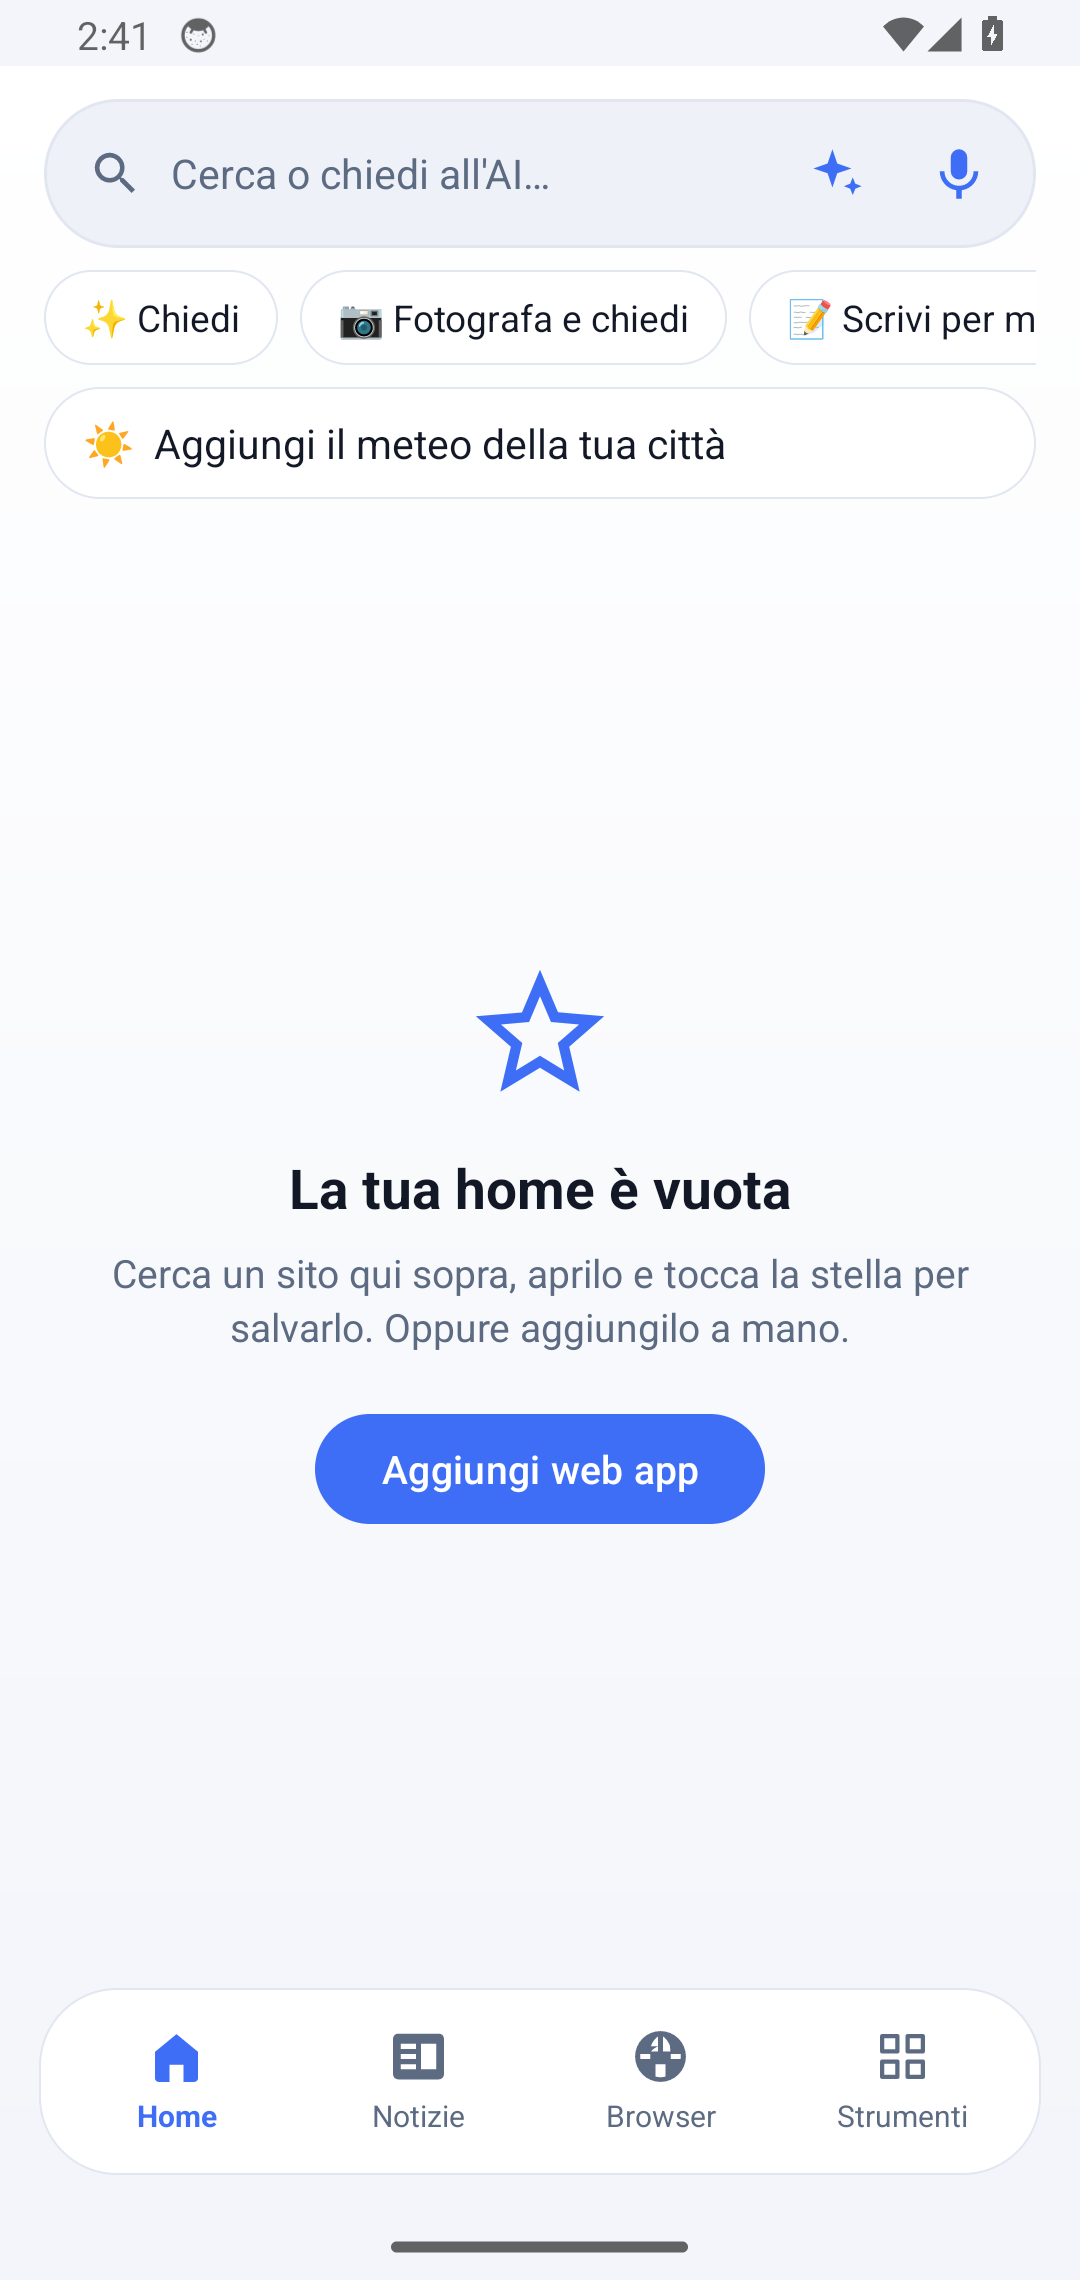 2:41
Cerca o chiedi all'AI...
✨ Chiedi
📷 Fotografa e chiedi
📝 Scrivi per m
☀️ Aggiungi il meteo della tua città
La tua home è vuota
Cerca un sito qui sopra, aprilo e tocca la stella per
salvarlo. Oppure aggiungilo a mano.
Aggiungi web app
Home
Notizie
Browser
Strumenti